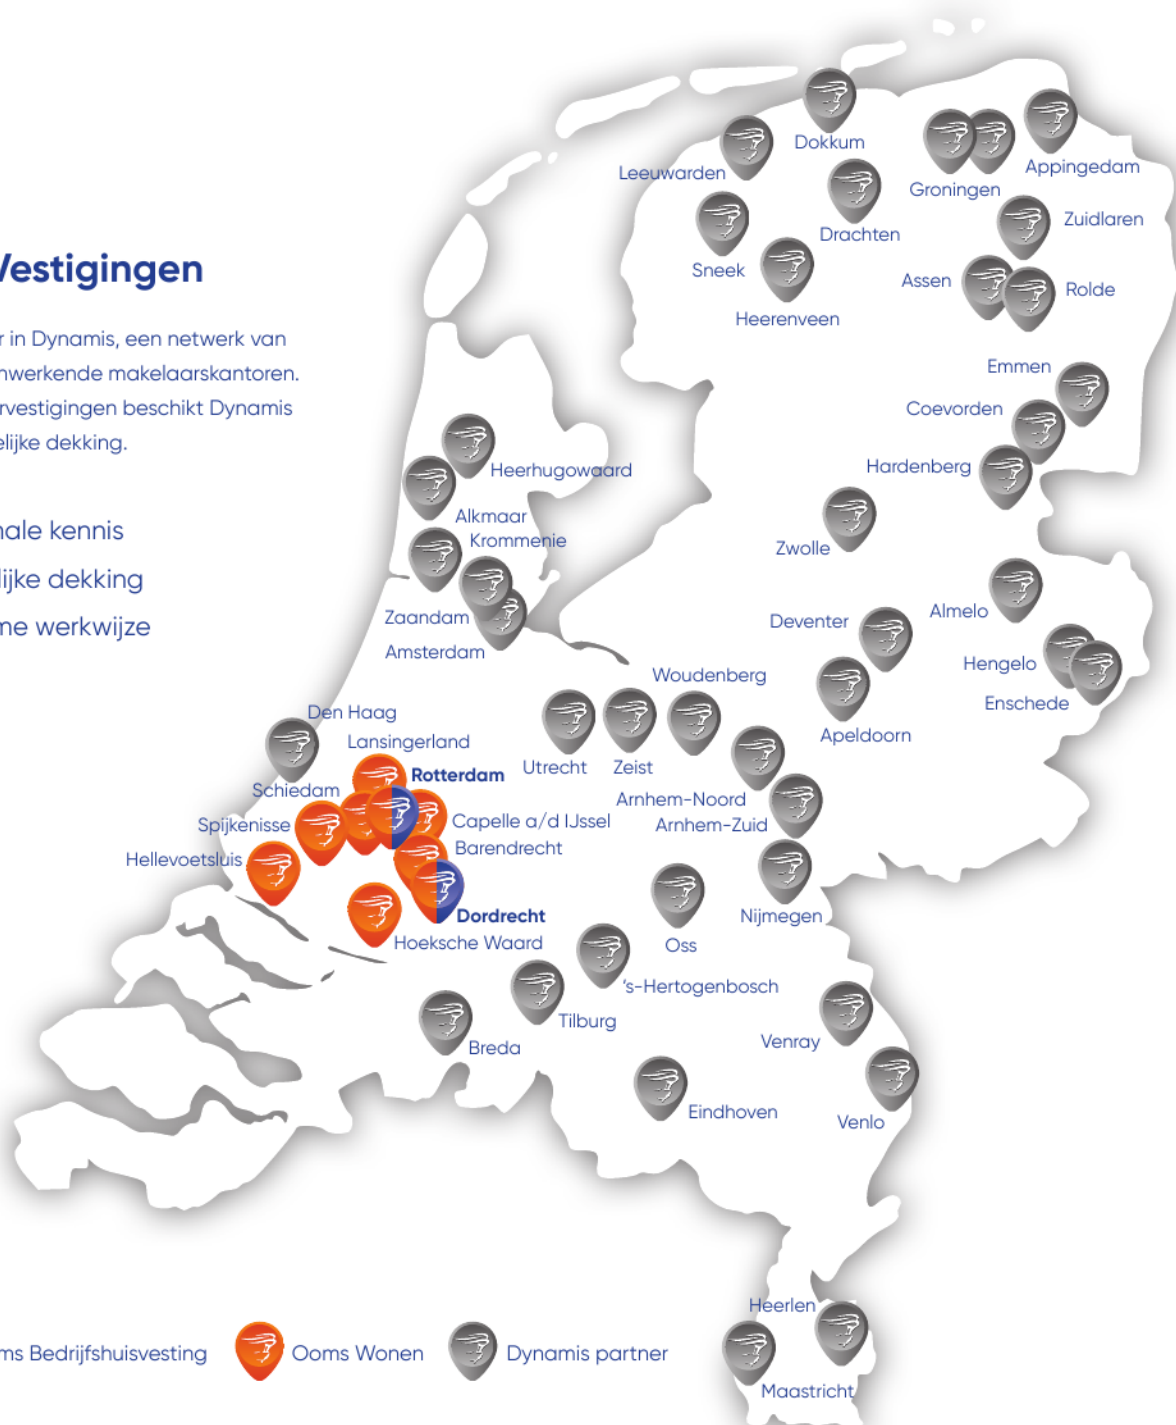 Vestigingen
r in Dynamis, een netwerk van
nwerkende makelaarskantoren.
rvestigingen beschikt Dynamis
elijke dekking.
nale kennis
lijke dekking
me werkwijze
Dokkum
Leeuwarden
Appingedam
Groningen
Zuidlaren
Drachten
Sneek
Assen
Rolde
Heerenveen
Emmen
Coevorden
Hardenberg
Heerhugowaard
Alkmaar
Krommenie
Zwolle
Almelo
Zaandam
Deventer
Amsterdam
Hengelo
Woudenberg
Enschede
Den Haag
Apeldoorn
Lansingerland
Utrecht
Zeist
Rotterdam
Schiedam
Arnhem-Noord
Spijkenisse
Capelle a/d IJssel
Arnhem-Zuid
Barendrecht
Hellevoetsluis
Dordrecht
Nijmegen
Hoeksche Waard
Oss
's-Hertogenbosch
Tilburg
Venray
Breda
Eindhoven
Venlo
Heerlen
ms Bedrijfshuisvesting
Ooms Wonen
Dynamis partner
Maastricht